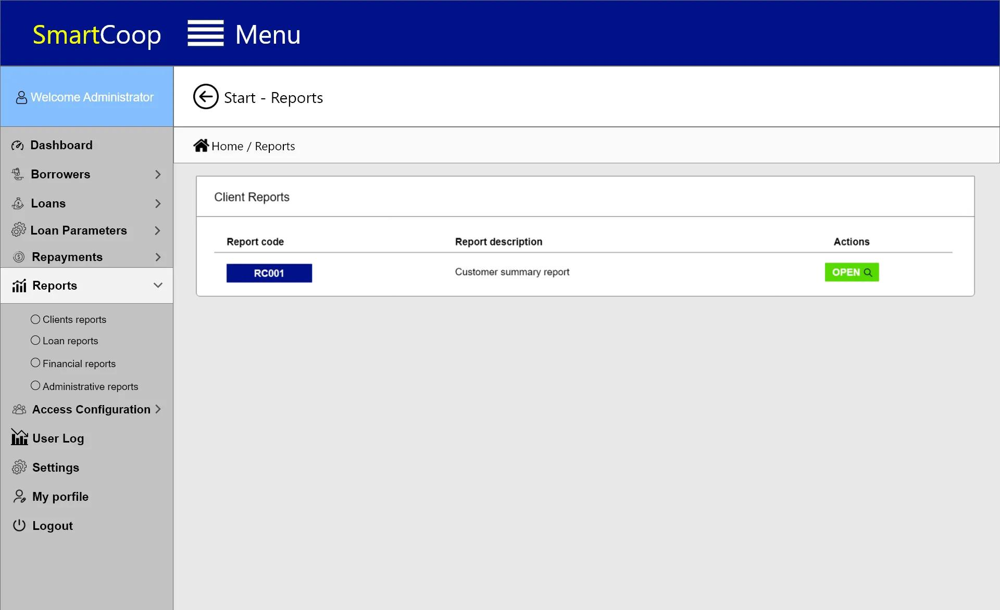 SmartCoop Menu
Welcome Administrator
Start - Reports
Home / Reports
Dashboard
Borrowers
Loans
Loan Parameters
Repayments
Reports
Clients reports
Loan reports
Financial reports
Administrative reports
Access Configuration
User Log
Settings
My porfile
Logout
Client Reports
Report code Report description Actions
RC001 Customer summary report OPEN